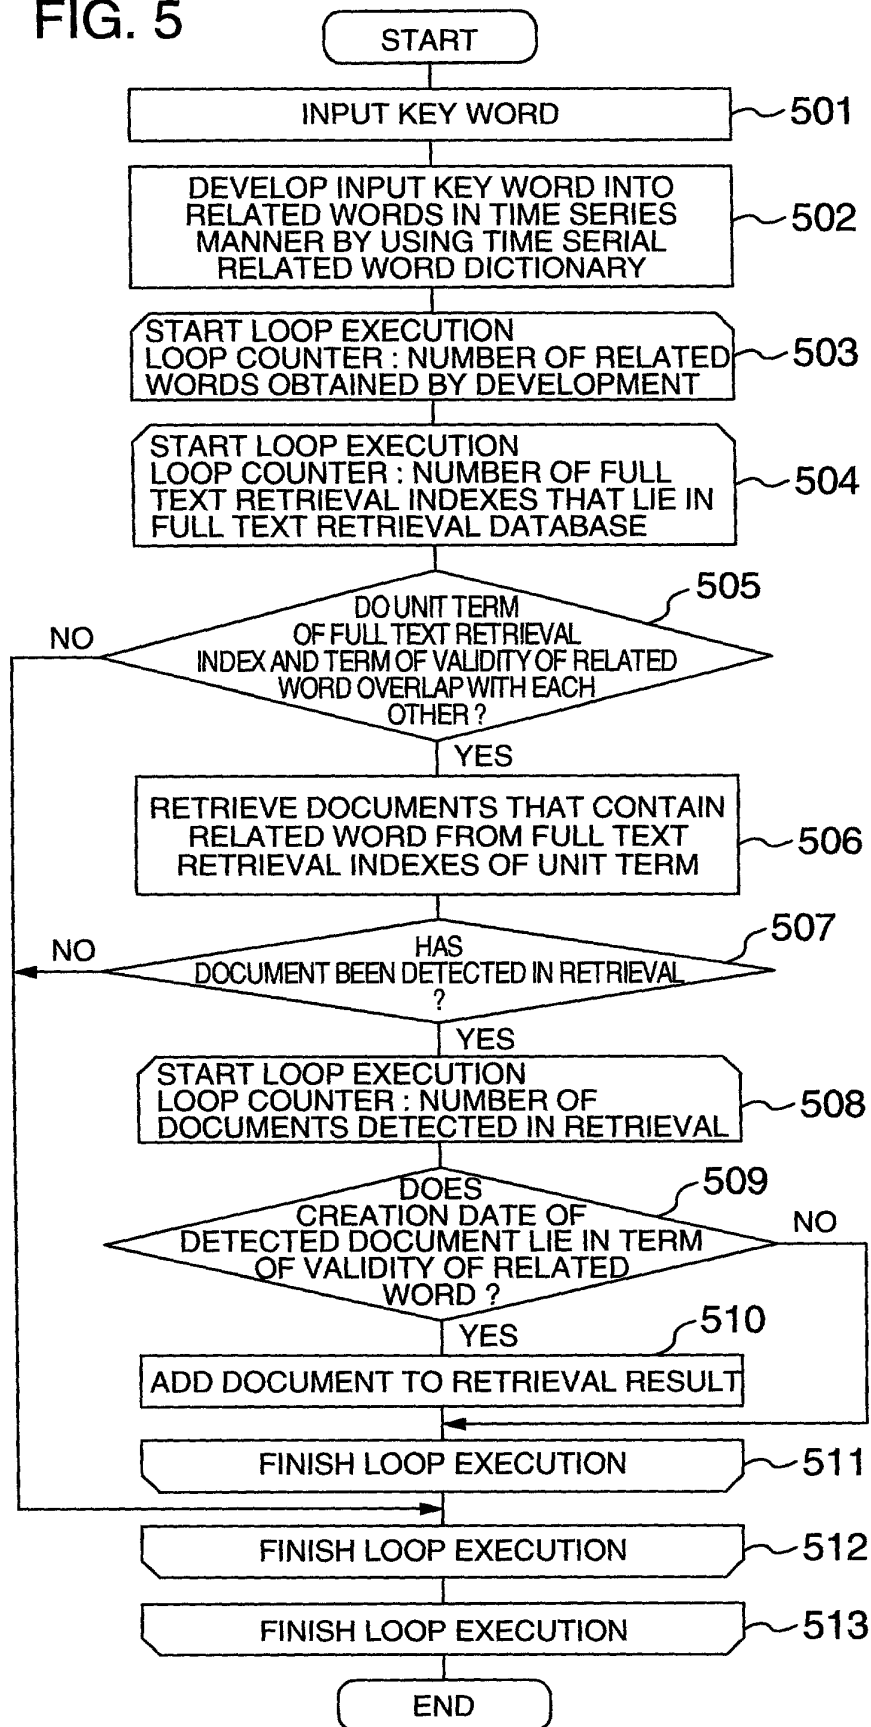 FIG. 5
START
INPUT KEY WORD
501
DEVELOP INPUT KEY WORD INTO
RELATED WORDS IN TIME SERIES
MANNER BY USING TIME SERIAL
RELATED WORD DICTIONARY
502
START LOOP EXECUTION
LOOP COUNTER : NUMBER OF RELATED
WORDS OBTAINED BY DEVELOPMENT
503
START LOOP EXECUTION
LOOP COUNTER : NUMBER OF FULL
TEXT RETRIEVAL INDEXES THAT LIE IN
FULL TEXT RETRIEVAL DATABASE
504
DO UNIT TERM
OF FULL TEXT RETRIEVAL
INDEX AND TERM OF VALIDITY OF RELATED
WORD OVERLAP WITH EACH
OTHER ?
505
NO
YES
RETRIEVE DOCUMENTS THAT CONTAIN
RELATED WORD FROM FULL TEXT
RETRIEVAL INDEXES OF UNIT TERM
506
HAS
DOCUMENT BEEN DETECTED IN RETRIEVAL
?
507
NO
YES
START LOOP EXECUTION
LOOP COUNTER : NUMBER OF
DOCUMENTS DETECTED IN RETRIEVAL
508
DOES
CREATION DATE OF
DETECTED DOCUMENT LIE IN TERM
OF VALIDITY OF RELATED
WORD ?
509
NO
YES
ADD DOCUMENT TO RETRIEVAL RESULT
510
FINISH LOOP EXECUTION
511
FINISH LOOP EXECUTION
512
FINISH LOOP EXECUTION
513
END